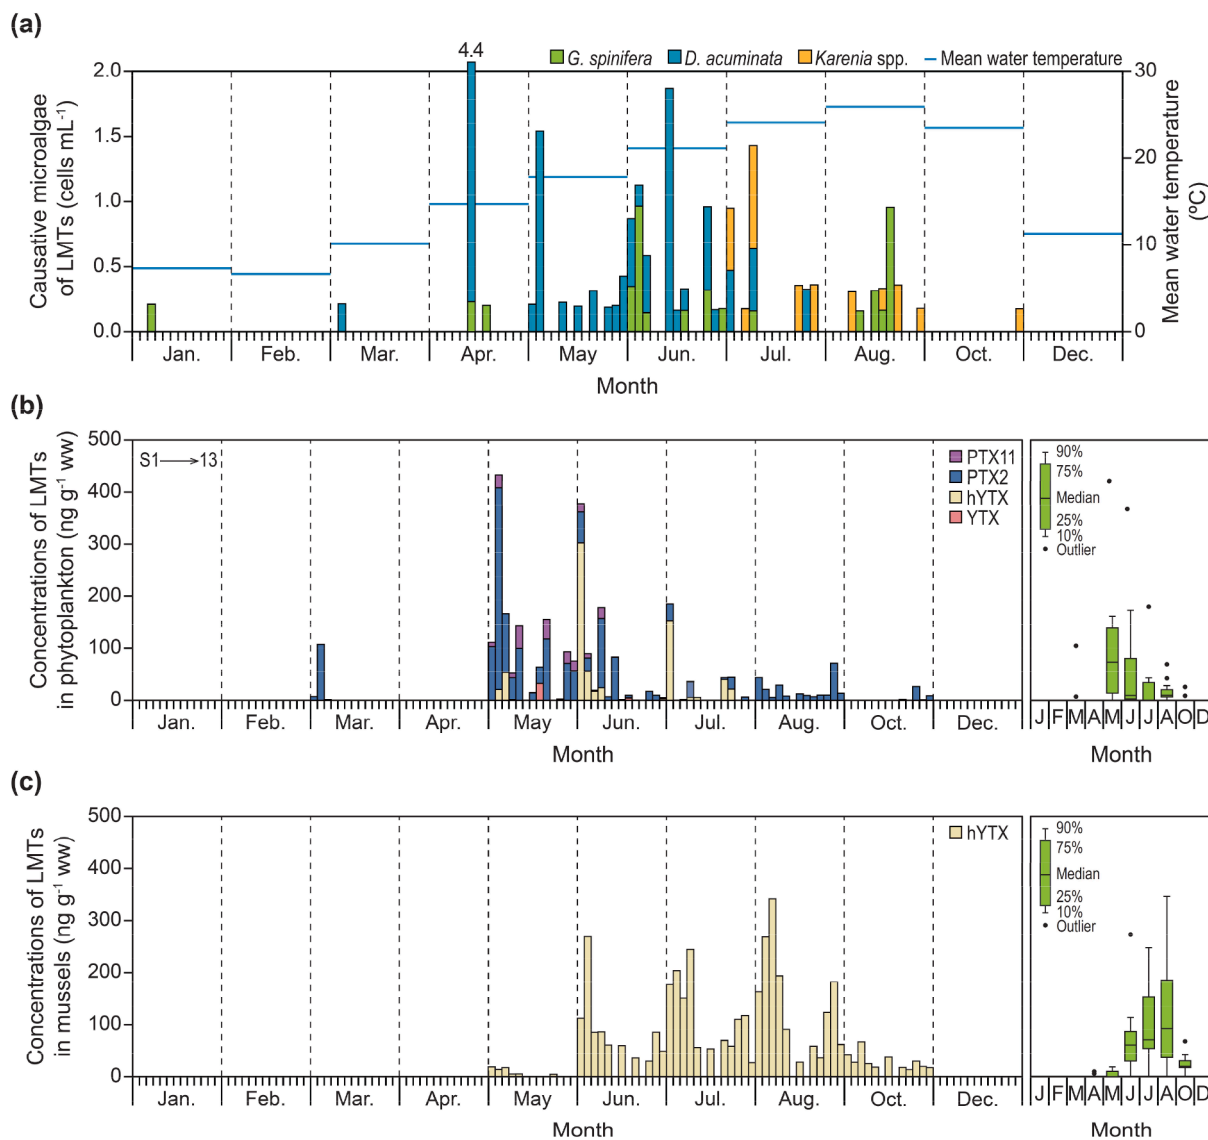 (a)
4.4
G. spinifera D. acuminata Karenia spp. Mean water temperature
2.0
1.5
1.0
0.5
0.0
30
20
10
0
Causative microalgae
of LMTs (cells mL-1)
Mean water temperature
(ºC)
Jan. Feb. Mar. Apr. May Jun. Jul. Aug. Oct. Dec.
Month
(b)
500
400
300
200
100
0
Concentrations of LMTs
in phytoplankton (ng g-1 ww)
S1 → 13
PTX11
PTX2
hYTX
YTX
Jan. Feb. Mar. Apr. May Jun. Jul. Aug. Oct. Dec.
Month
90%
75%
Median
25%
10%
Outlier
J F M A M J J A O D
Month
(c)
500
400
300
200
100
0
Concentrations of LMTs
in mussels (ng g-1 ww)
hYTX
Jan. Feb. Mar. Apr. May Jun. Jul. Aug. Oct. Dec.
Month
90%
75%
Median
25%
10%
Outlier
J F M A M J J A O D
Month